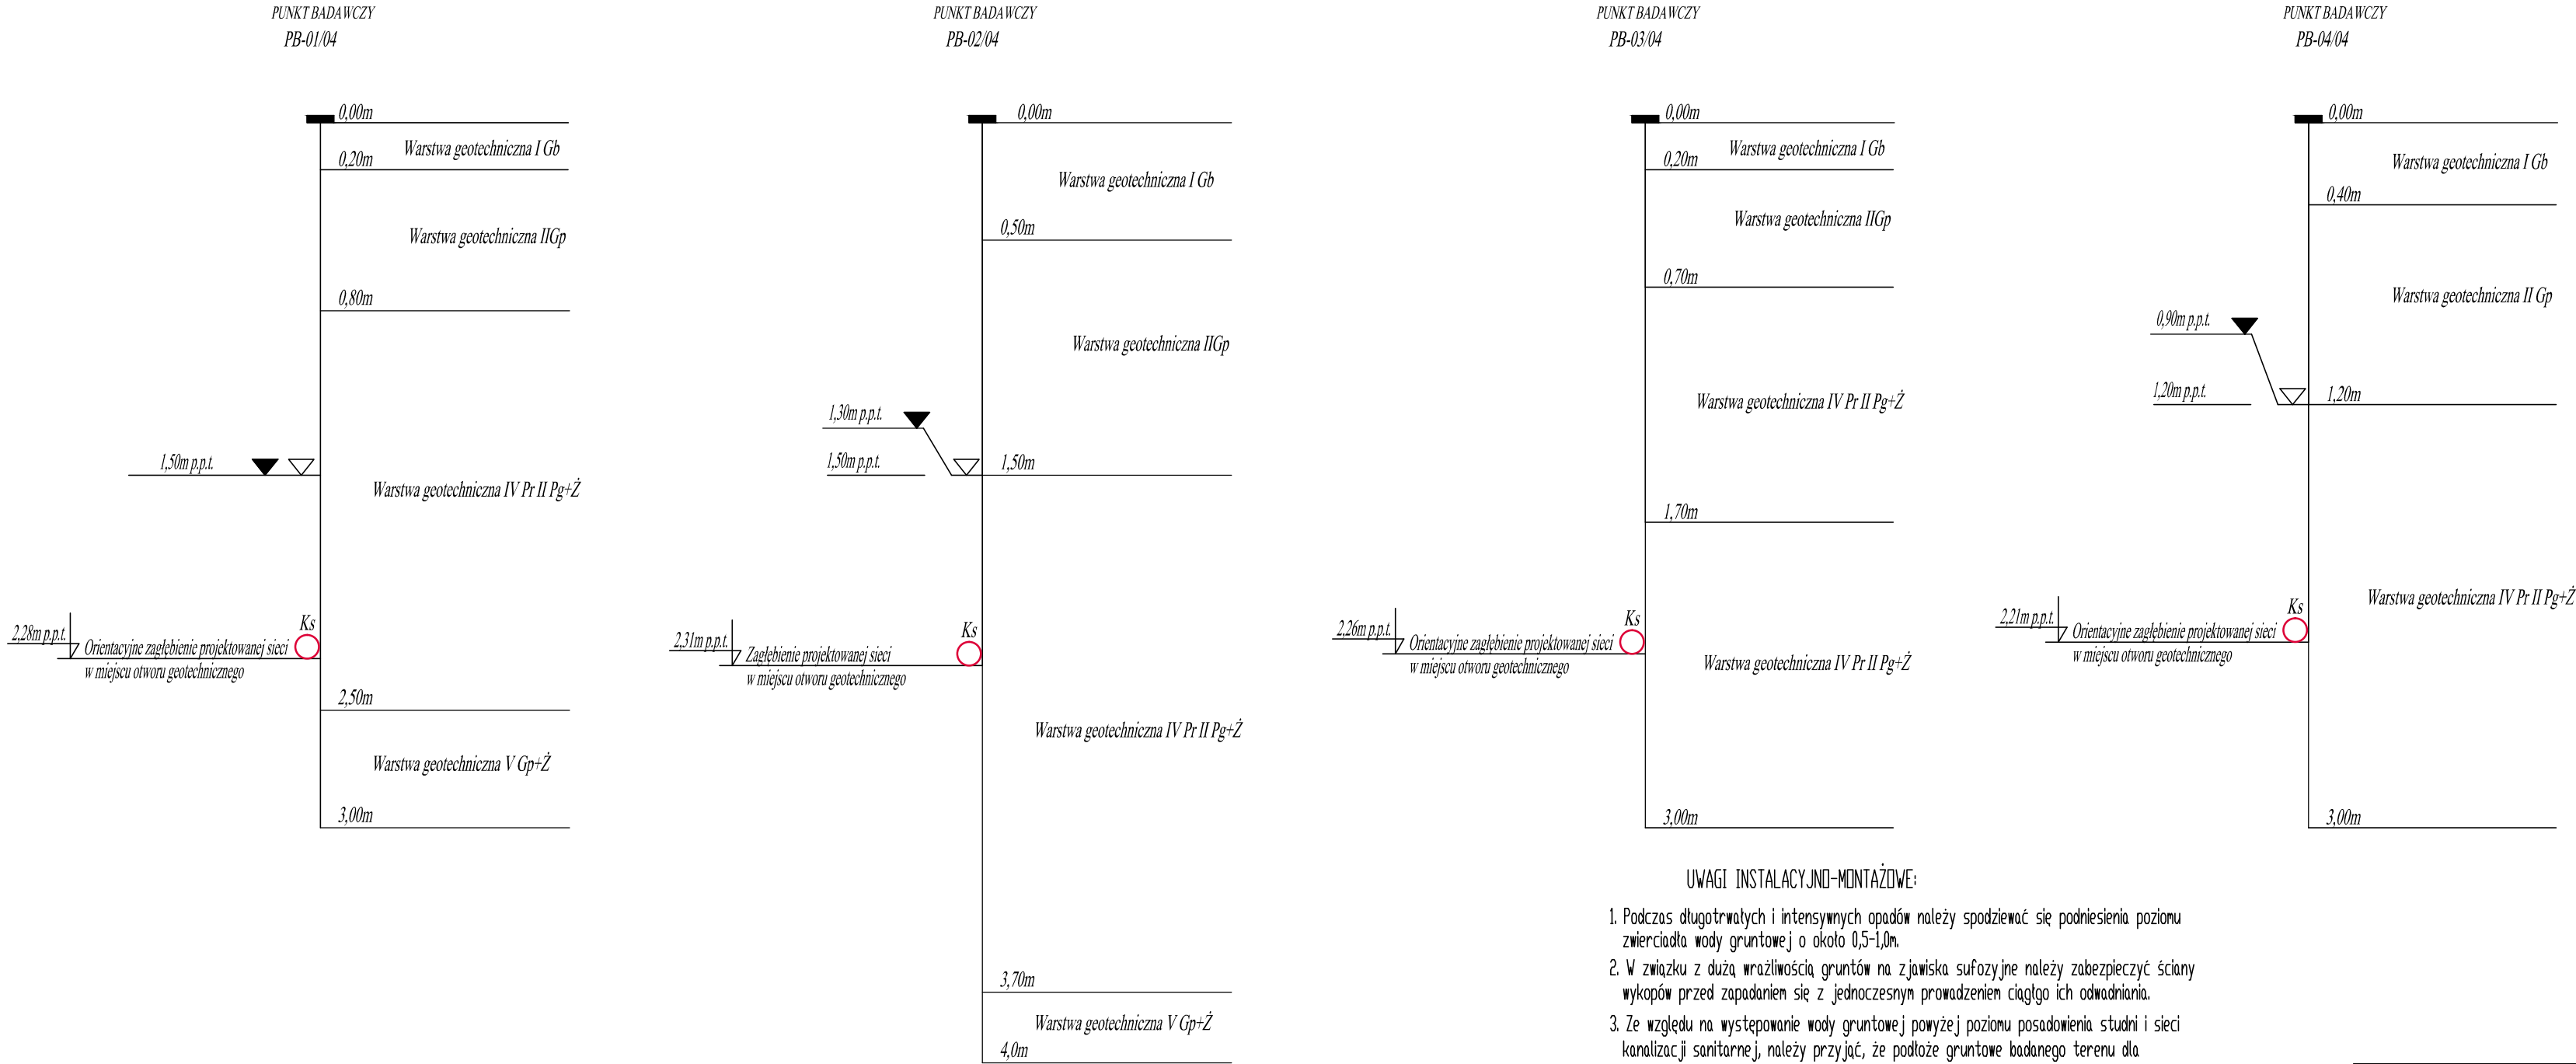 PUNKT BADAWCZY
PB-01/04
0,00m
Warstwa geotechniczna I Gb
0,20m
Warstwa geotechniczna IIGp
0,80m
1,50m p.p.t.
Warstwa geotechniczna IV Pr II Pg+Ż
Ks
2,28m p.p.t.
Orientacyjne zagłębienie projektowanej sieci
w miejscu otworu geotechnicznego
2,50m
Warstwa geotechniczna V Gp+Ż
3,00m
PUNKT BADAWCZY
PB-02/04
0,00m
Warstwa geotechniczna I Gb
0,50m
Warstwa geotechniczna IIGp
1,30m p.p.t.
1,50m p.p.t.
1,50m
Ks
2,31m p.p.t.
Zagłębienie projektowanej sieci
w miejscu otworu geotechnicznego
Warstwa geotechniczna IV Pr II Pg+Ż
3,70m
Warstwa geotechniczna V Gp+Ż
4,0m
PUNKT BADAWCZY
PB-03/04
0,00m
Warstwa geotechniczna I Gb
0,20m
Warstwa geotechniczna IIGp
0,70m
Warstwa geotechniczna IV Pr II Pg+Ż
1,70m
Ks
2,26m p.p.t.
Orientacyjne zagłębienie projektowanej sieci
w miejscu otworu geotechnicznego
Warstwa geotechniczna IV Pr II Pg+Ż
3,00m
PUNKT BADAWCZY
PB-04/04
0,00m
Warstwa geotechniczna I Gb
0,40m
Warstwa geotechniczna II Gp
0,90m p.p.t.
1,20m p.p.t.
1,20m
Warstwa geotechniczna IV Pr II Pg+Ż
Ks
2,21m p.p.t.
Orientacyjne zagłębienie projektowanej sieci
w miejscu otworu geotechnicznego
3,00m
UWAGI INSTALACYJN▯-M▯NTAŻ▯WE:
1. Podczas długotrwałych i intensywnych opadów należy spodziewać się podniesienia poziomu
zwierciadła wody gruntowej o około 0,5-1,0m.
2. W związku z dużą wrażliwością gruntów na zjawiska sufozyjne należy zabezpieczyć ściany
wykopów przed zapadaniem się z jednoczesnym prowadzeniem ciągłgo ich odwadniania.
3. Ze względu na występowanie wody gruntowej powyżej poziomu posadowienia studni i sieci
kanalizacji sanitarnej, należy przyjąć, że podłoże gruntowe badanego terenu dla